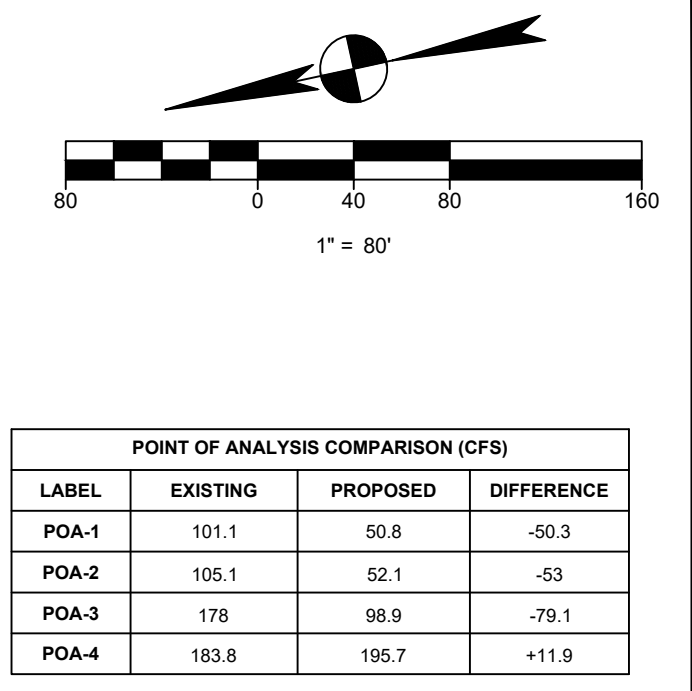 80 0 40 80 160
1" = 80'
POINT OF ANALYSIS COMPARISON (CFS)
LABEL EXISTING PROPOSED DIFFERENCE
POA-1 101.1 50.8 -50.3
POA-2 105.1 52.1 -53
POA-3 178 98.9 -79.1
POA-4 183.8 195.7 +11.9